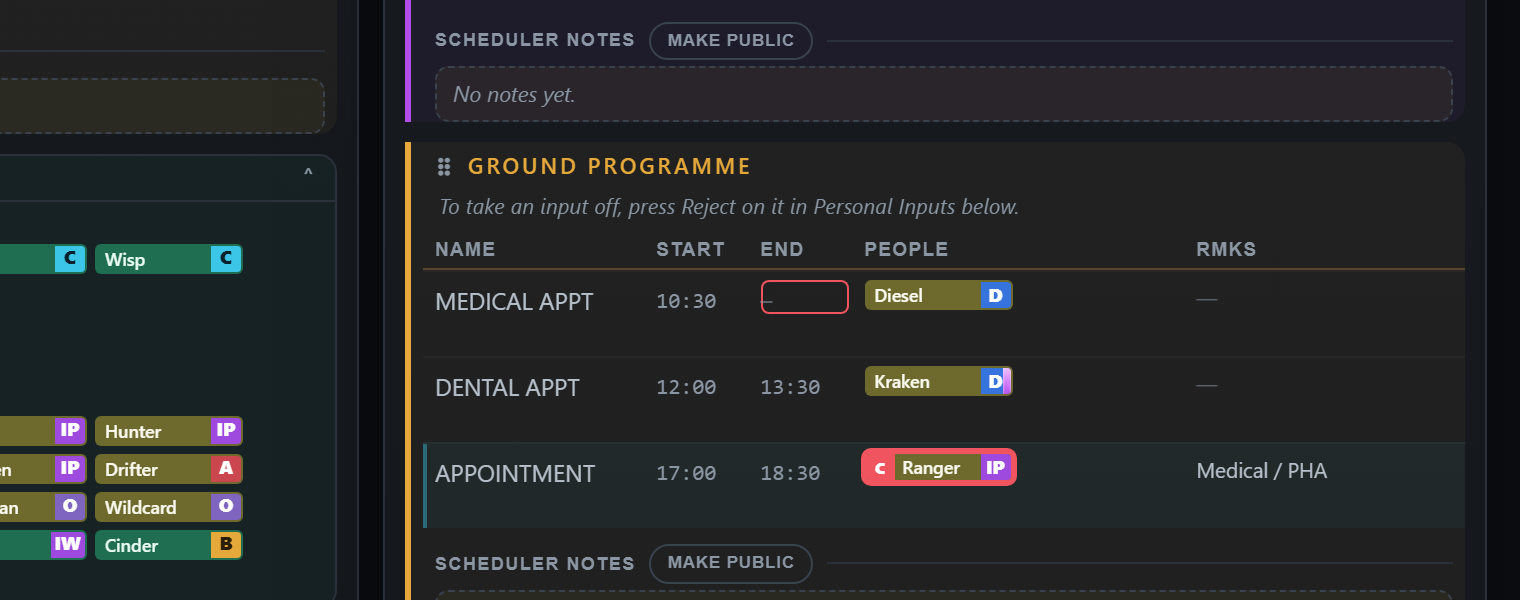 SCHEDULER NOTES MAKE PUBLIC
No notes yet.
^
GROUND PROGRAMME
To take an input off, press Reject on it in Personal Inputs below.
NAME START END PEOPLE RMKS
C Wisp C
MEDICAL APPT 10:30 — Diesel D —
DENTAL APPT 12:00 13:30 Kraken D —
IP Hunter IP
en IP Drifter A
APPOINTMENT 17:00 18:30 C Ranger IP Medical / PHA
an O Wildcard O
IW Cinder B
SCHEDULER NOTES MAKE PUBLIC